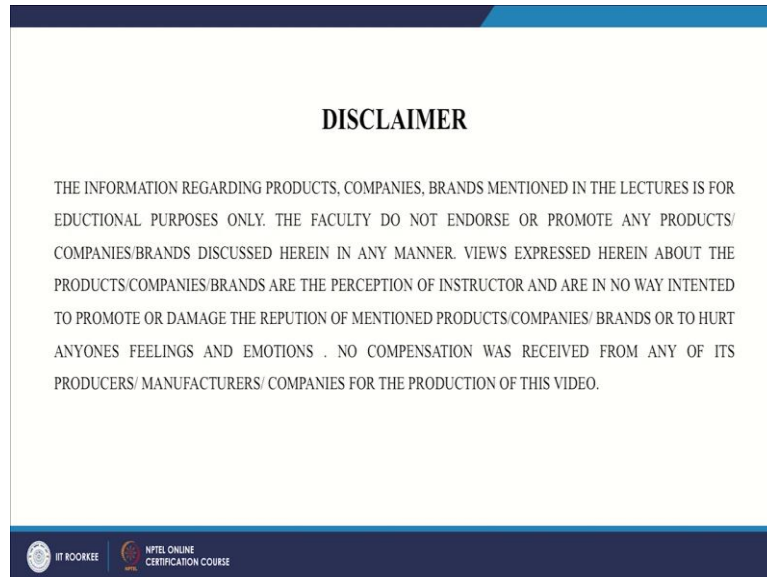 DISCLAIMER
THE INFORMATION REGARDING PRODUCTS, COMPANIES, BRANDS MENTIONED IN THE LECTURES IS FOR
EDUCTIONAL PURPOSES ONLY. THE FACULTY DO NOT ENDORSE OR PROMOTE ANY PRODUCTS/
COMPANIES/BRANDS DISCUSSED HEREIN IN ANY MANNER. VIEWS EXPRESSED HEREIN ABOUT THE
PRODUCTS/COMPANIES/BRANDS ARE THE PERCEPTION OF INSTRUCTOR AND ARE IN NO WAY INTENTED
TO PROMOTE OR DAMAGE THE REPUTION OF MENTIONED PRODUCTS/COMPANIES/ BRANDS OR TO HURT
ANYONES FEELINGS AND EMOTIONS . NO COMPENSATION WAS RECEIVED FROM ANY OF ITS
PRODUCERS/ MANUFACTURERS/ COMPANIES FOR THE PRODUCTION OF THIS VIDEO.
IIT ROORKEE
NPTEL ONLINE
CERTIFICATION COURSE
NPTEL